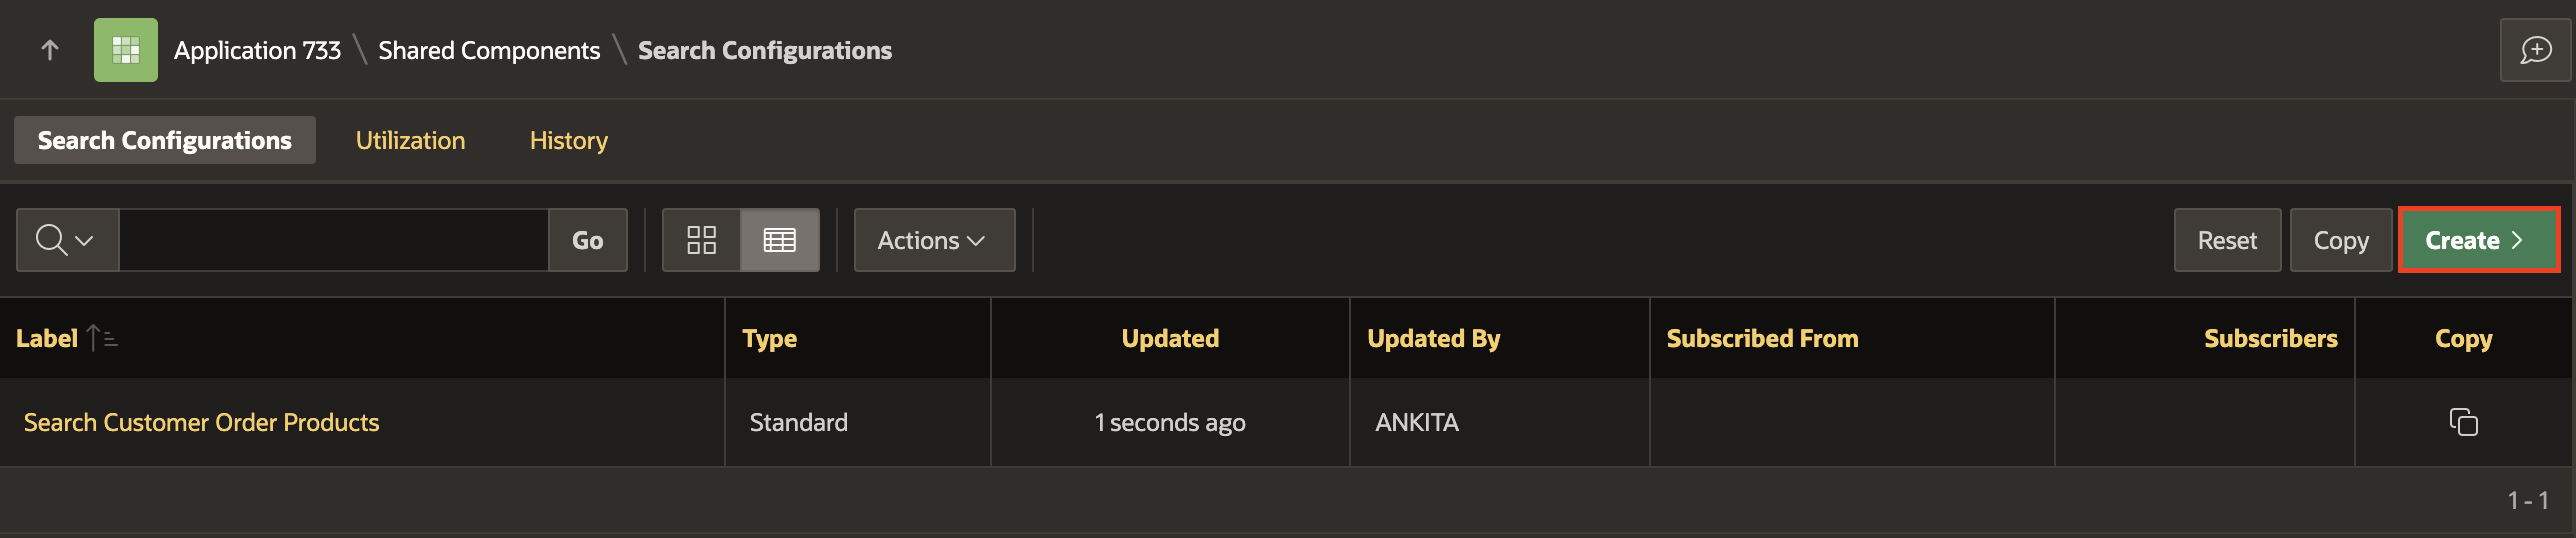 Application 733 \ Shared Components \ Search Configurations
Search Configurations Utilization History
Go Actions Reset Copy Create
Label Type Updated Updated By Subscribed From Subscribers Copy
Search Customer Order Products Standard 1 seconds ago ANKITA
1 - 1